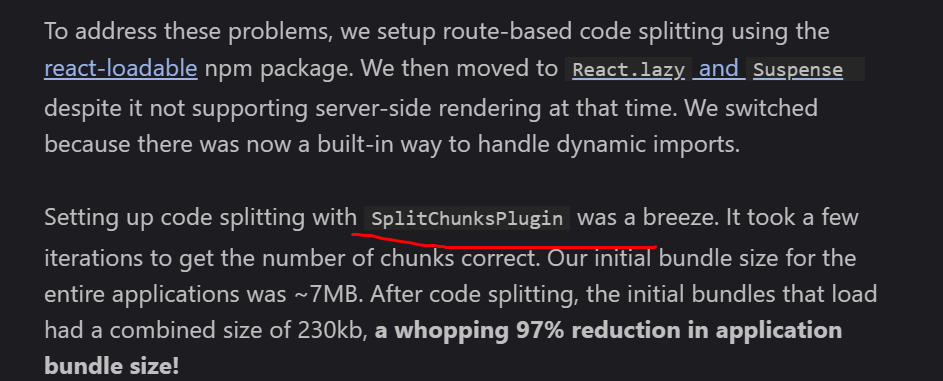 To address these problems, we setup route-based code splitting using the
react-loadable npm package. We then moved to React.lazy and Suspense
despite it not supporting server-side rendering at that time. We switched
because there was now a built-in way to handle dynamic imports.
Setting up code splitting with SplitChunksPlugin was a breeze. It took a few
iterations to get the number of chunks correct. Our initial bundle size for the
entire applications was ~7MB. After code splitting, the initial bundles that load
had a combined size of 230kb, a whopping 97% reduction in application
bundle size!